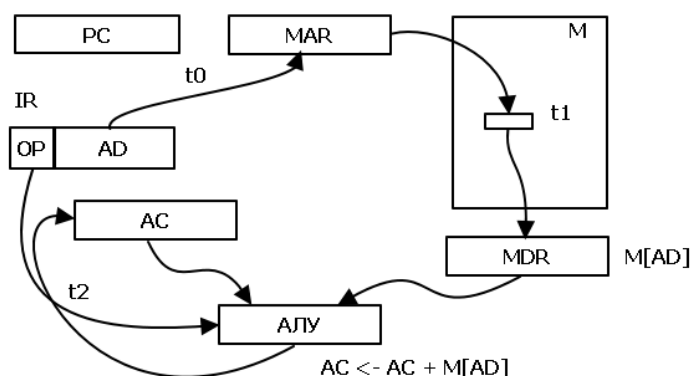 PC
MAR
M
t0
t1
IR
OP
AD
AC
MDR
M[AD]
t2
АЛУ
AC <- AC + M[AD]